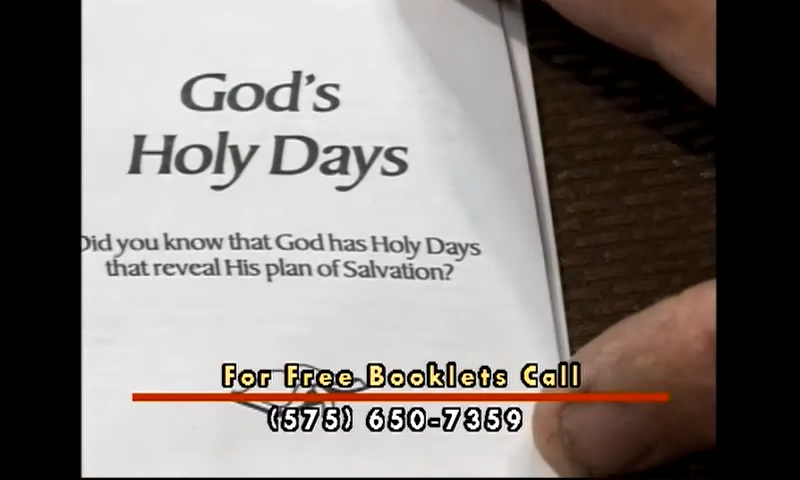 God's
Holy Days
Did you know that God has Holy Days
that reveal His plan of Salvation?
For Free Booklets Call
(575) 650-7359